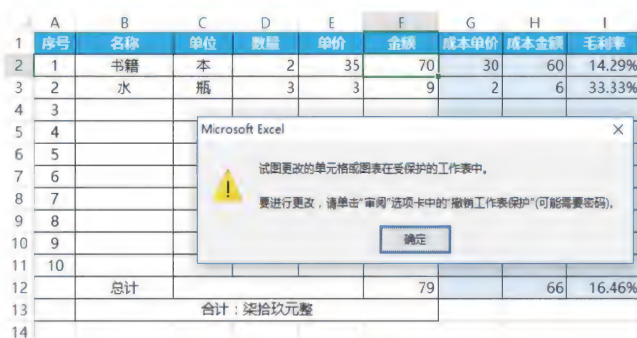 A B C D E F G H I
1 序号 名称 单位 数量 单价 金额 成本单价 成本金额 毛利率
2 1 书籍 本 2 35 70 30 60 14.29%
3 2 水 瓶 3 3 9 2 6 33.33%
4 3
5 4
6 5
7 6
8 7
9 8
10 9
11 10
Microsoft Excel
试图更改的单元格或图表在受保护的工作表中。
要进行更改，请单击"审阅"选项卡中的"撤销工作表保护"(可能需要密码)。
确定
12 总计 79 66 16.46%
13 合计：柒拾玖元整
14